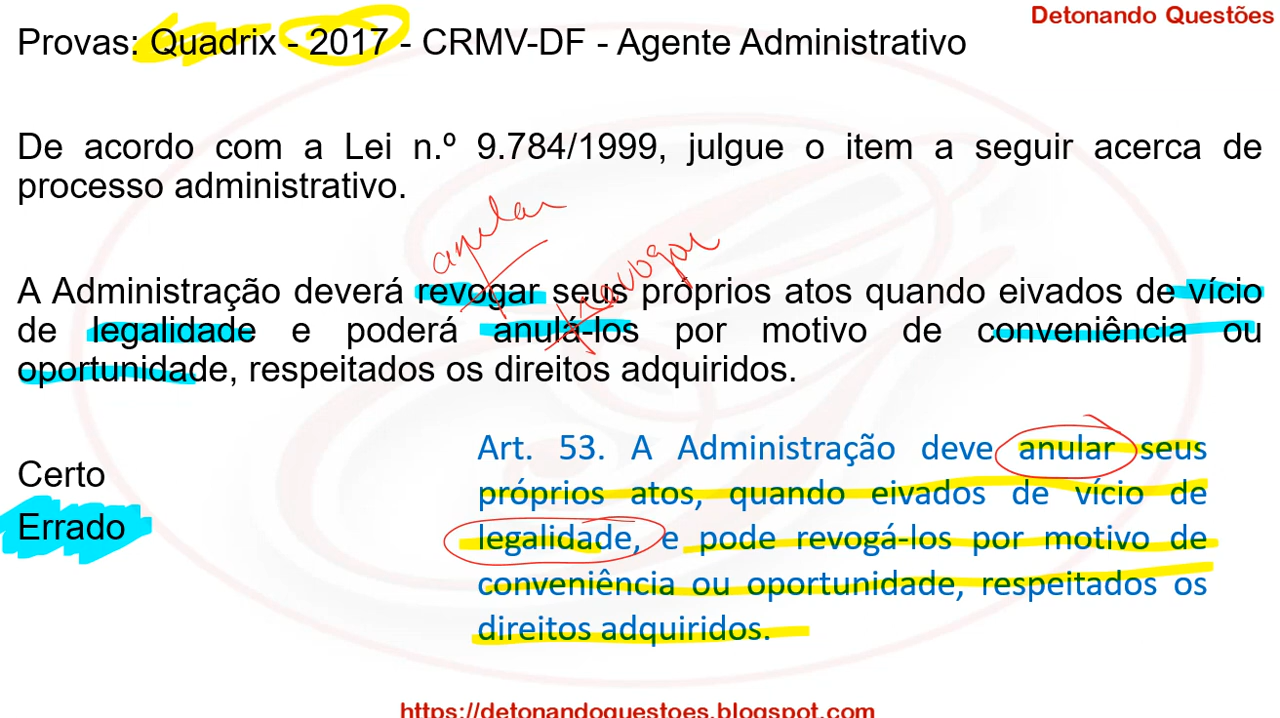 Detonando Questões
Provas: Quadrix - 2017 - CRMV-DF - Agente Administrativo
De acordo com a Lei n.º 9.784/1999, julgue o item a seguir acerca de
processo administrativo.
anular
revogar
A Administração deverá revogar seus próprios atos quando eivados de vício
de legalidade e poderá anulá-los por motivo de conveniência ou
oportunidade, respeitados os direitos adquiridos.
Certo
Errado
Art. 53. A Administração deve anular seus
próprios atos, quando eivados de vício de
legalidade, e pode revogá-los por motivo de
conveniência ou oportunidade, respeitados os
direitos adquiridos.
https://detonandoquestoes.blogspot.com